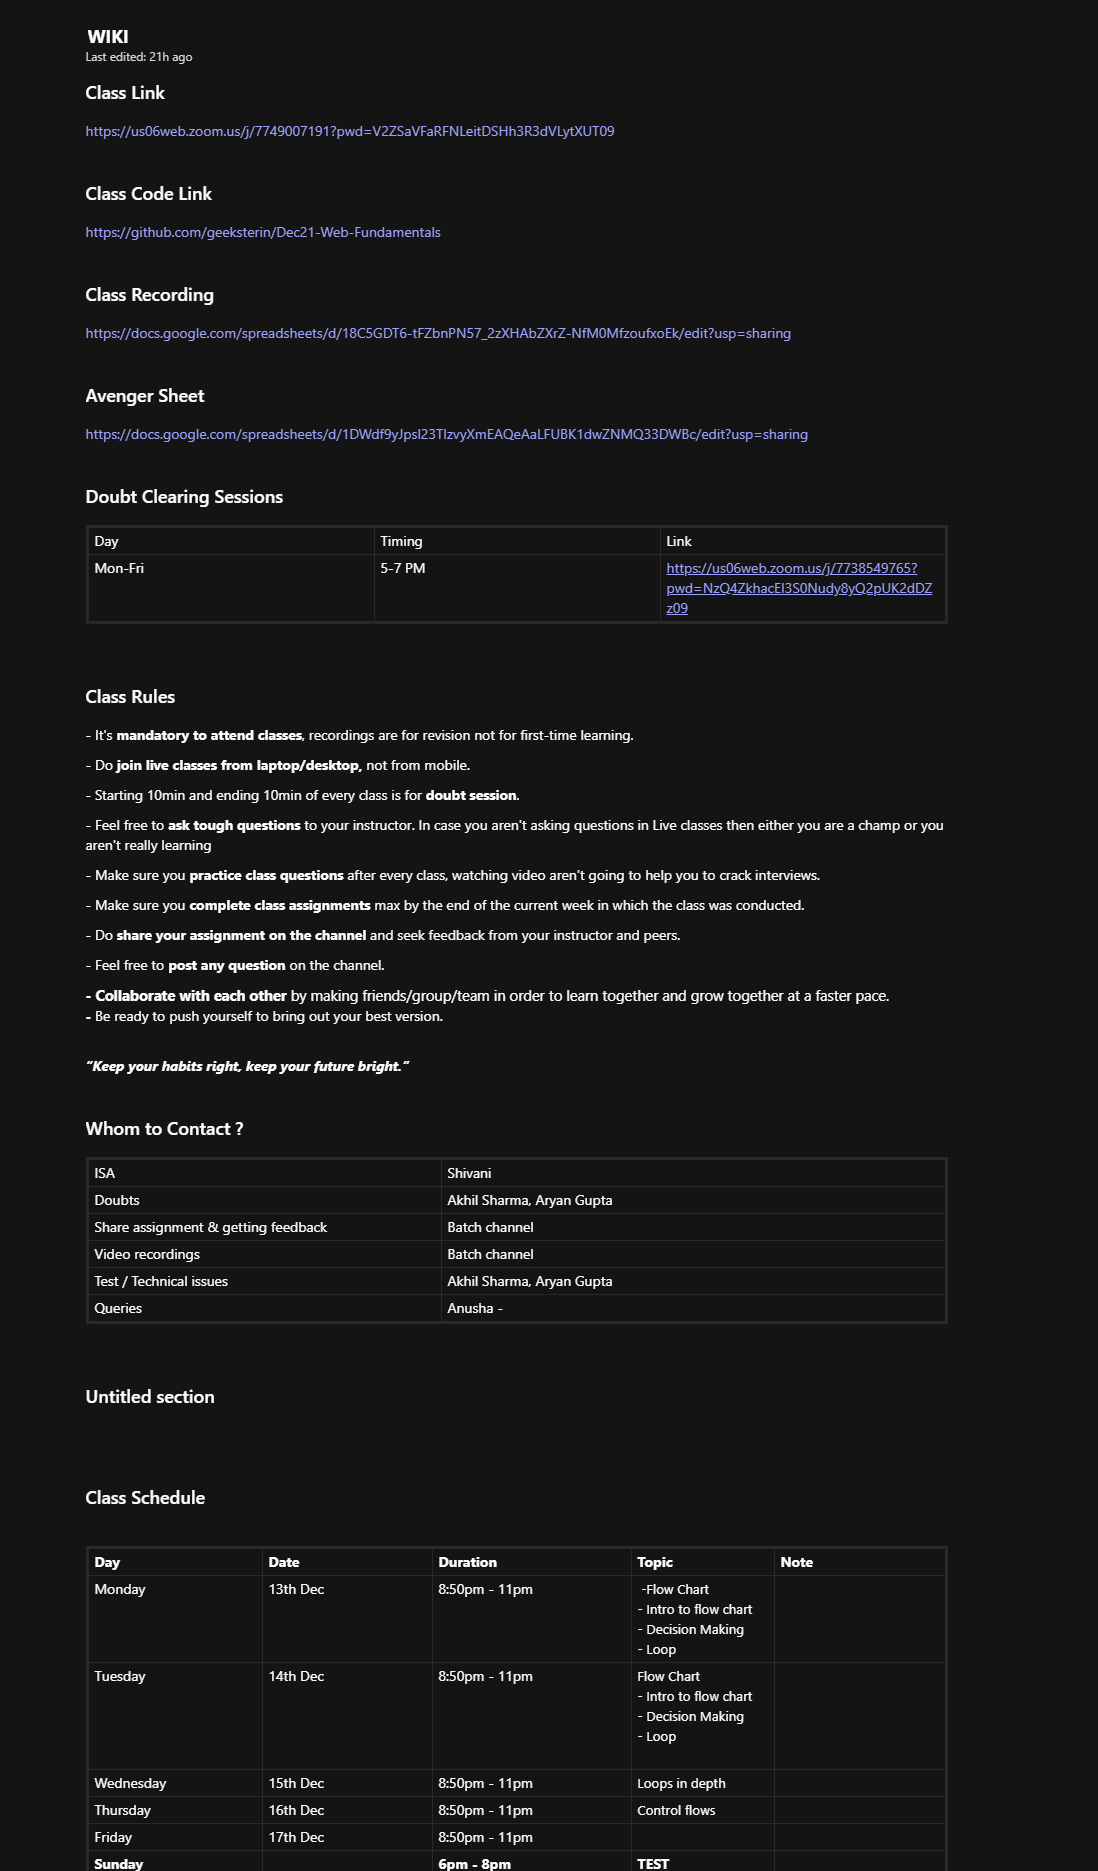 WIKI
Last edited: 21h ago
Class Link
https://us06web.zoom.us/j/7749007191?pwd=V2ZSaVFaRFNLeitDSHh3R3dVLytXUT09
Class Code Link
https://github.com/geeksterin/Dec21-Web-Fundamentals
Class Recording
https://docs.google.com/spreadsheets/d/18C5GDT6-tFZbnPN57_2zXHAbZXrZ-NfM0MfzoufxoEk/edit?usp=sharing
Avenger Sheet
https://docs.google.com/spreadsheets/d/1DWdf9yJpsl23TlzvyXmEAQeAaLFUBK1dwZNMQ33DWBc/edit?usp=sharing
Doubt Clearing Sessions
Day Timing Link
Mon-Fri 5-7 PM https://us06web.zoom.us/j/7738549765?
pwd=NzQ4ZkhacEl3S0Nudy8yQ2pUK2dDZ
z09
Class Rules
- It's mandatory to attend classes, recordings are for revision not for first-time learning.
- Do join live classes from laptop/desktop, not from mobile.
- Starting 10min and ending 10min of every class is for doubt session.
- Feel free to ask tough questions to your instructor. In case you aren't asking questions in Live classes then either you are a champ or you
aren't really learning
- Make sure you practice class questions after every class, watching video aren't going to help you to crack interviews.
- Make sure you complete class assignments max by the end of the current week in which the class was conducted.
- Do share your assignment on the channel and seek feedback from your instructor and peers.
- Feel free to post any question on the channel.
- Collaborate with each other by making friends/group/team in order to learn together and grow together at a faster pace.
- Be ready to push yourself to bring out your best version.
“Keep your habits right, keep your future bright.”
Whom to Contact ?
ISA Shivani
Doubts Akhil Sharma, Aryan Gupta
Share assignment & getting feedback Batch channel
Video recordings Batch channel
Test / Technical issues Akhil Sharma, Aryan Gupta
Queries Anusha -
Untitled section
Class Schedule
Day Date Duration Topic Note
Monday 13th Dec 8:50pm - 11pm -Flow Chart
- Intro to flow chart
- Decision Making
- Loop
Tuesday 14th Dec 8:50pm - 11pm Flow Chart
- Intro to flow chart
- Decision Making
- Loop
Wednesday 15th Dec 8:50pm - 11pm Loops in depth
Thursday 16th Dec 8:50pm - 11pm Control flows
Friday 17th Dec 8:50pm - 11pm
Sunday 6pm - 8pm TEST